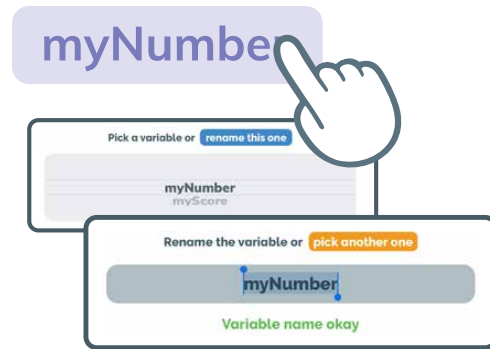 myNumber
Pick a variable or rename this one
myNumber
myScore
Rename the variable or pick another one
myNumber
Variable name okay